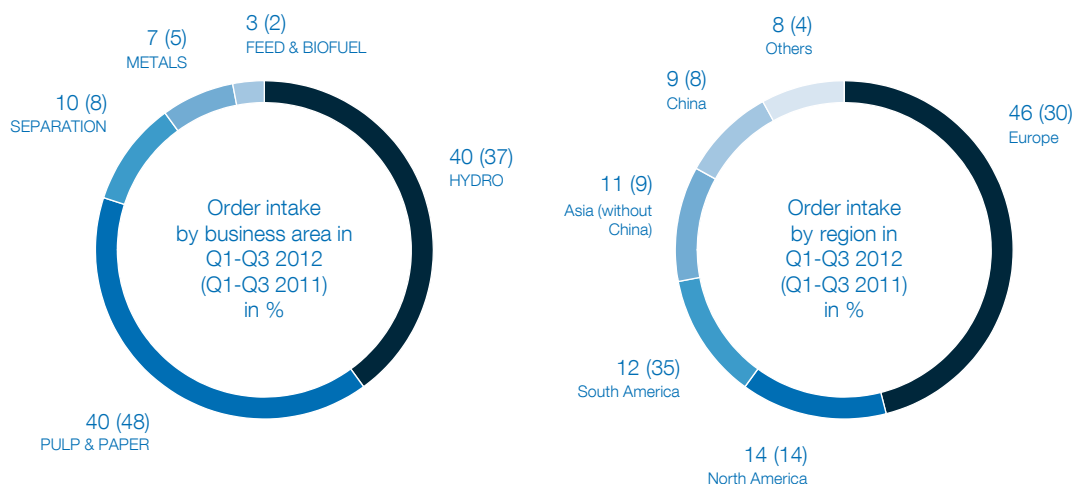 3 (2)
FEED & BIOFUEL
7 (5)
METALS
10 (8)
SEPARATION
40 (37)
HYDRO
Order intake
by business area in
Q1-Q3 2012
(Q1-Q3 2011)
in %
40 (48)
PULP & PAPER
8 (4)
Others
9 (8)
China
46 (30)
Europe
11 (9)
Asia (without
China)
Order intake
by region in
Q1-Q3 2012
(Q1-Q3 2011)
in %
12 (35)
South America
14 (14)
North America